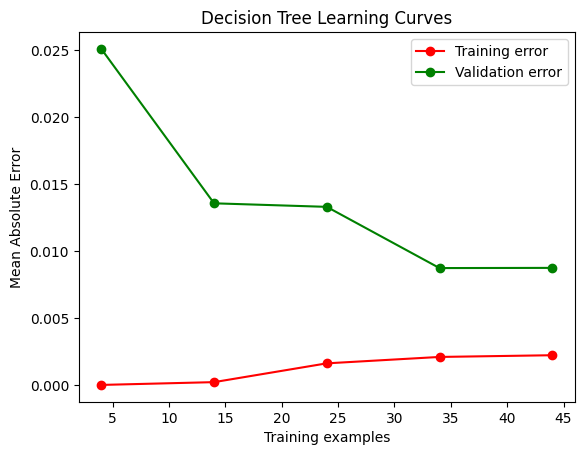 Decision Tree Learning Curves
Training error
Validation error
Mean Absolute Error
0.025
0.020
0.015
0.010
0.005
0.000
5 10 15 20 25 30 35 40 45
Training examples